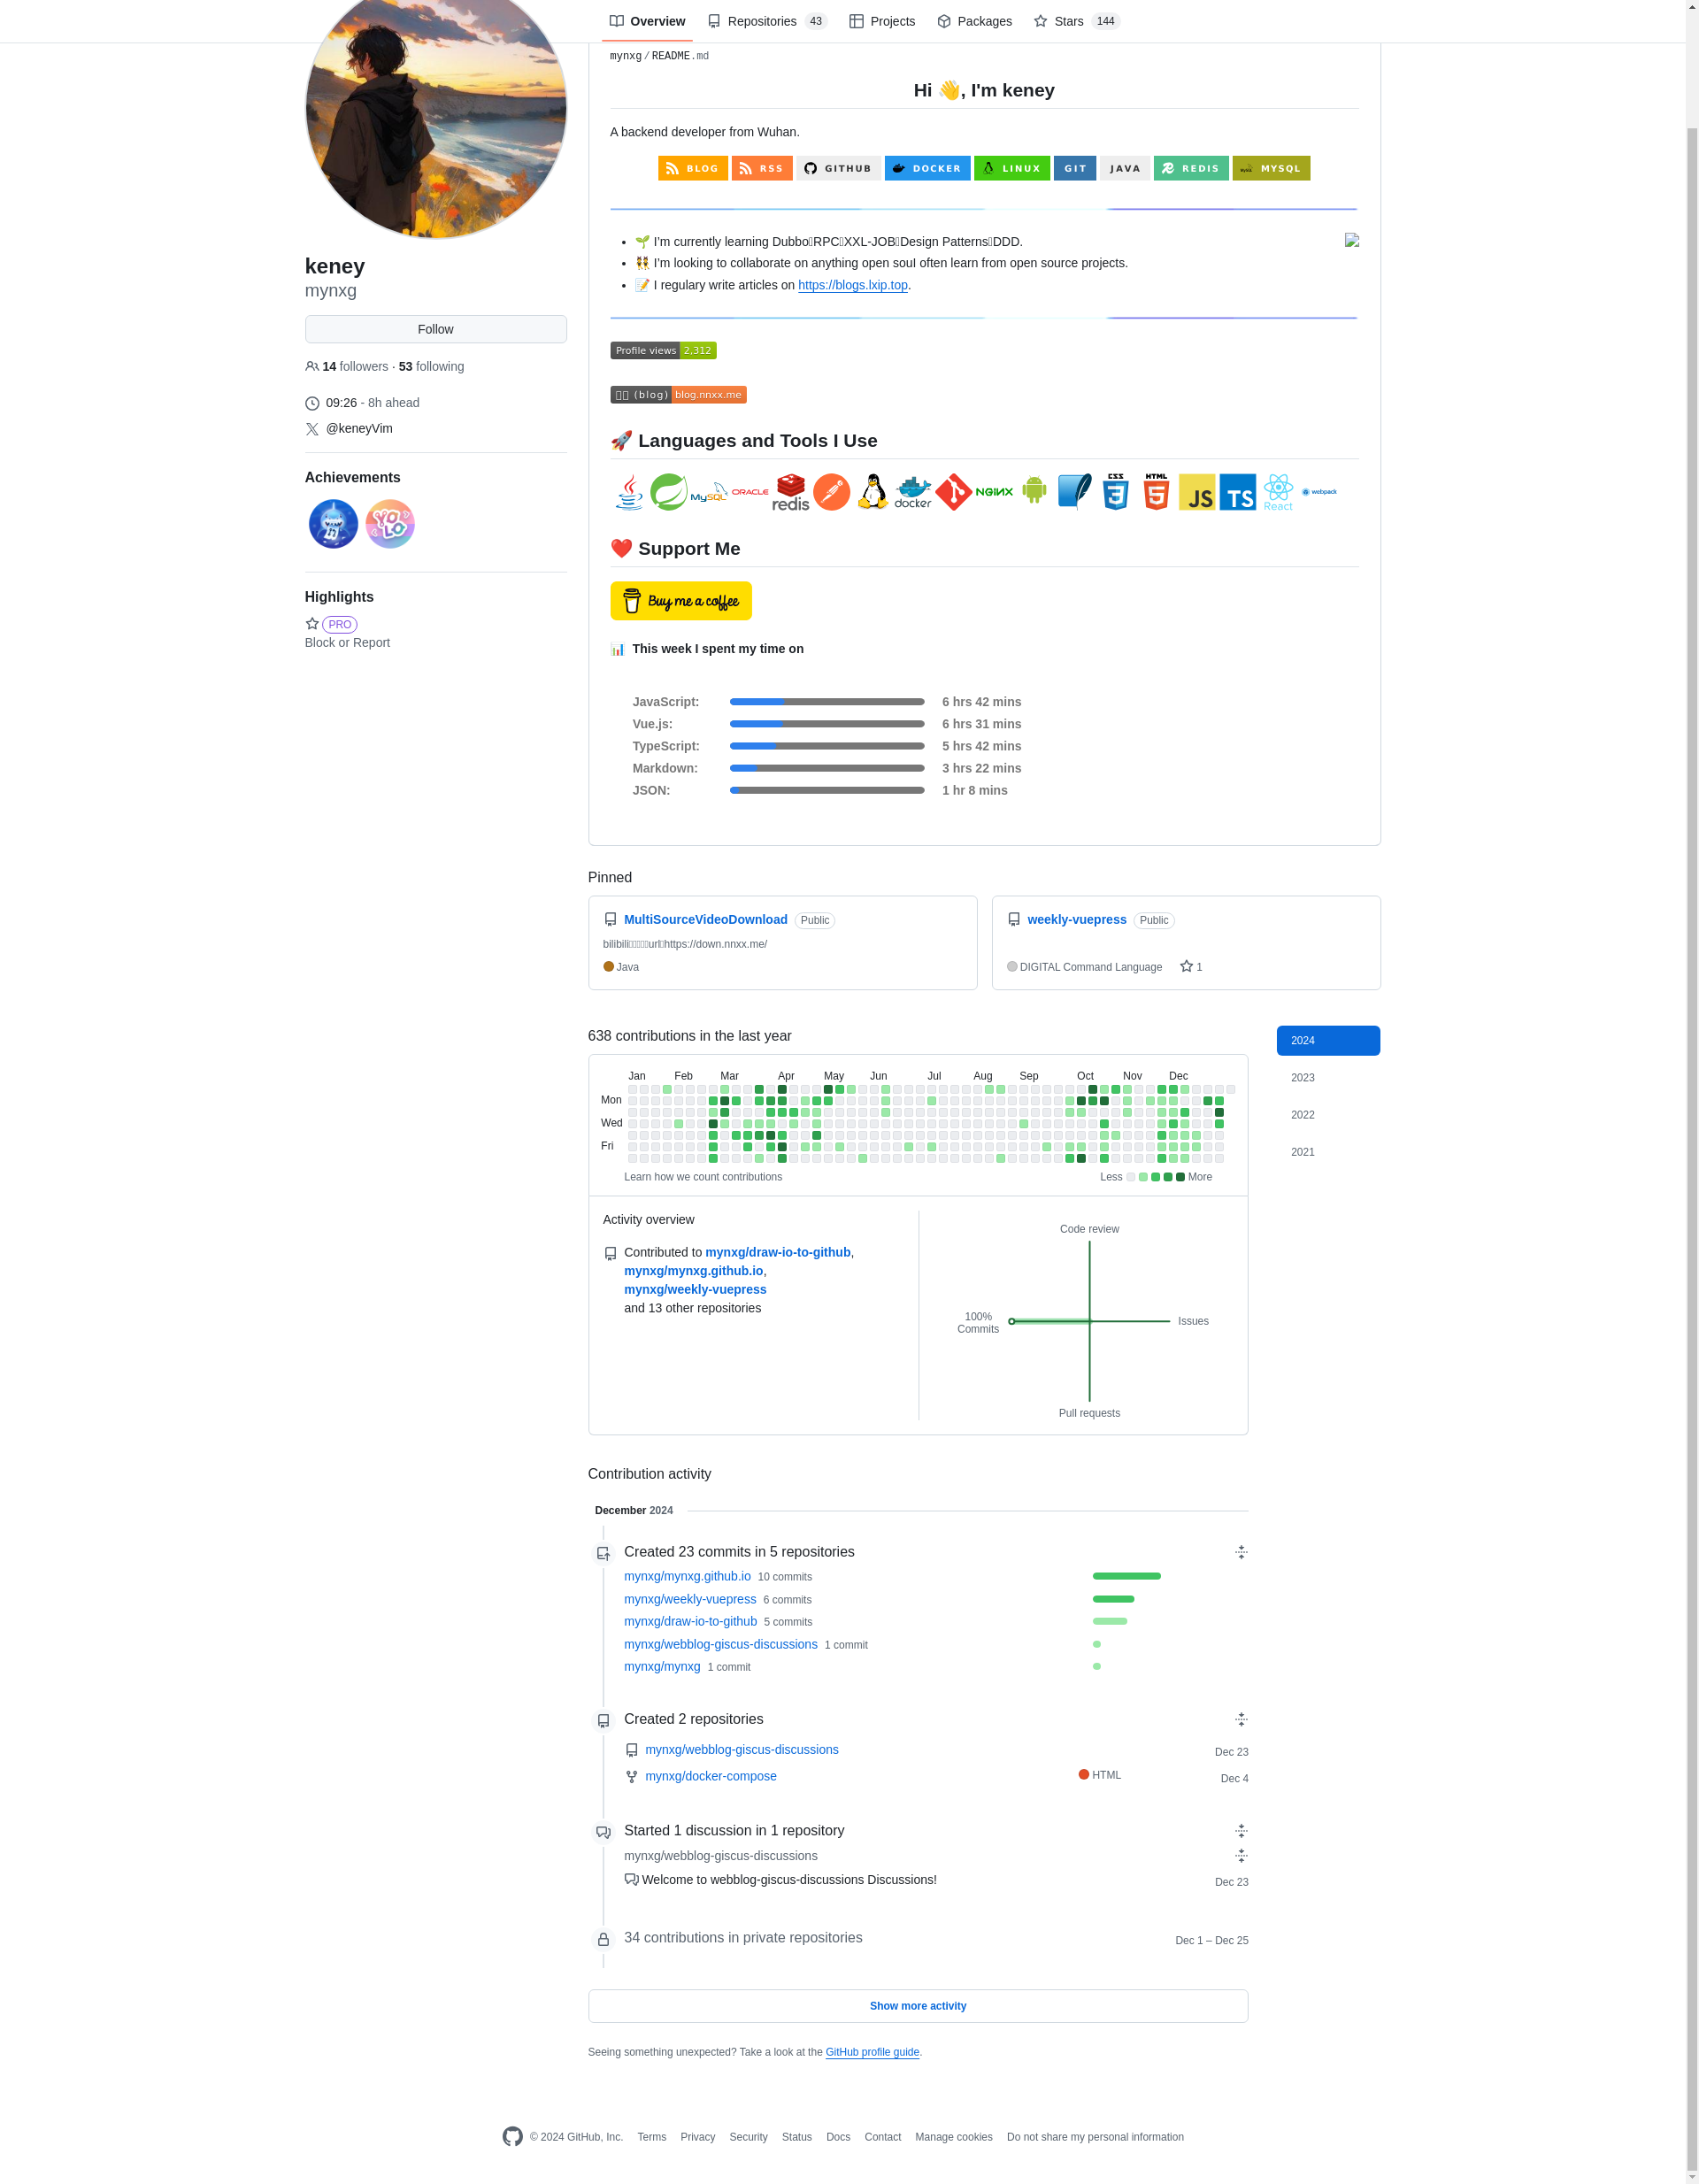 Overview
Repositories 43
Projects
Packages
Stars 144
mynxg/README.md
Hi 👋, I'm keney
A backend developer from Wuhan.
BLOG RSS GITHUB DOCKER LINUX GIT JAVA REDIS MYSQL
🌱 I'm currently learning Dubbo RPC XXL-JOB Design Patterns DDD.
👯 I'm looking to collaborate on anything open souI often learn from open source projects.
📝 I regulary write articles on https://blogs.lxip.top.
Profile views 2,312
(blog) blog.nnxx.me
🚀 Languages and Tools I Use
Java MySQL ORACLE redis docker git NGINX CSS 3 HTML 5 JS TS React webpack
❤️ Support Me
Buy me a coffee
📊 This week I spent my time on
JavaScript: 6 hrs 42 mins
Vue.js: 6 hrs 31 mins
TypeScript: 5 hrs 42 mins
Markdown: 3 hrs 22 mins
JSON: 1 hr 8 mins
keney
mynxg
Follow
14 followers · 53 following
09:26 - 8h ahead
@keneyVim
Achievements
YOLO
Highlights
PRO
Block or Report
Pinned
MultiSourceVideoDownload Public
bilibili url https://down.nnxx.me/
Java
weekly-vuepress Public
DIGITAL Command Language 1
638 contributions in the last year
2024
2023
2022
2021
Jan Feb Mar Apr May Jun Jul Aug Sep Oct Nov Dec
Mon
Wed
Fri
Learn how we count contributions
Less More
Activity overview
Contributed to mynxg/draw-io-to-github,
mynxg/mynxg.github.io,
mynxg/weekly-vuepress
and 13 other repositories
Code review
100%
Commits
Issues
Pull requests
Contribution activity
December 2024
Created 23 commits in 5 repositories
mynxg/mynxg.github.io 10 commits
mynxg/weekly-vuepress 6 commits
mynxg/draw-io-to-github 5 commits
mynxg/webblog-giscus-discussions 1 commit
mynxg/mynxg 1 commit
Created 2 repositories
mynxg/webblog-giscus-discussions Dec 23
mynxg/docker-compose HTML Dec 4
Started 1 discussion in 1 repository
mynxg/webblog-giscus-discussions
Welcome to webblog-giscus-discussions Discussions! Dec 23
34 contributions in private repositories Dec 1 – Dec 25
Show more activity
Seeing something unexpected? Take a look at the GitHub profile guide.
© 2024 GitHub, Inc. Terms Privacy Security Status Docs Contact Manage cookies Do not share my personal information